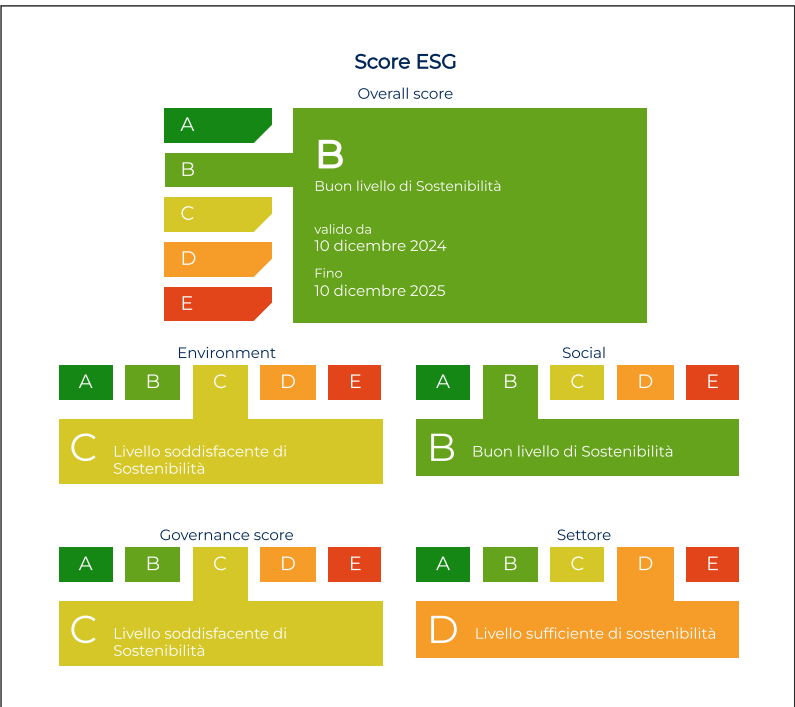 Score ESG
Overall score
A
B
C
D
E
B
Buon livello di Sostenibilità
valido da
10 dicembre 2024
Fino
10 dicembre 2025
Environment
A B C D E
C Livello soddisfacente di
Sostenibilità
Social
A B C D E
B Buon livello di Sostenibilità
Governance score
A B C D E
C Livello soddisfacente di
Sostenibilità
Settore
A B C D E
D Livello sufficiente di sostenibilità